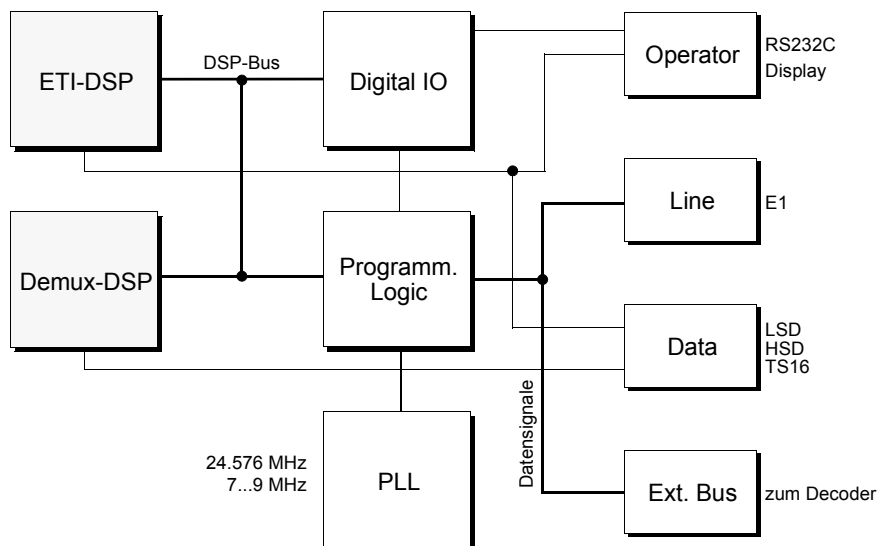 ETI-DSP
DSP-Bus
Digital IO
Operator
RS232C
Display
Line
E1
Demux-DSP
Programm.
Logic
Data
LSD
HSD
TS16
Datensignale
24.576 MHz
7...9 MHz
PLL
Ext. Bus
zum Decoder